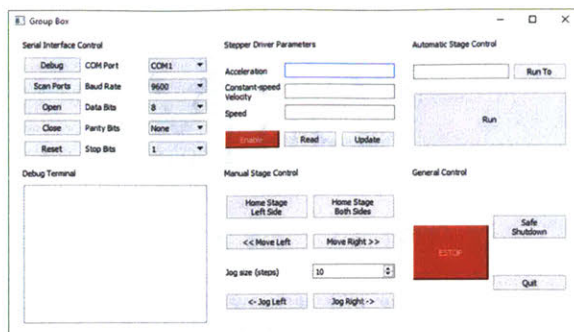 Group Box
Serial Interface Control
Debug COM Port COM1
Scan Ports Baud Rate 9600
Open Data Bits 8
Close Parity Bits None
Reset Stop Bits 1
Debug Terminal
Stepper Driver Parameters
Acceleration
Constant-speed
Velocity
Speed
Enable Read Update
Manual Stage Control
Home Stage
Left Side
Home Stage
Both Sides
<< Move Left Move Right >>
Jog size (steps) 10
<- Jog Left Jog Right ->
Automatic Stage Control
Run To
Run
General Control
ESTOP
Safe
Shutdown
Quit